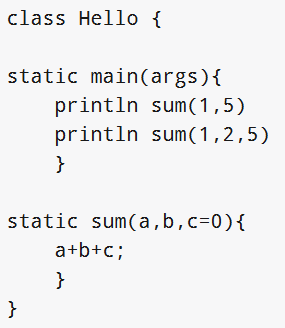 class Hello {
static main(args){
println sum(1,5)
println sum(1,2,5)
}
static sum(a,b,c=0){
a+b+c;
}
}